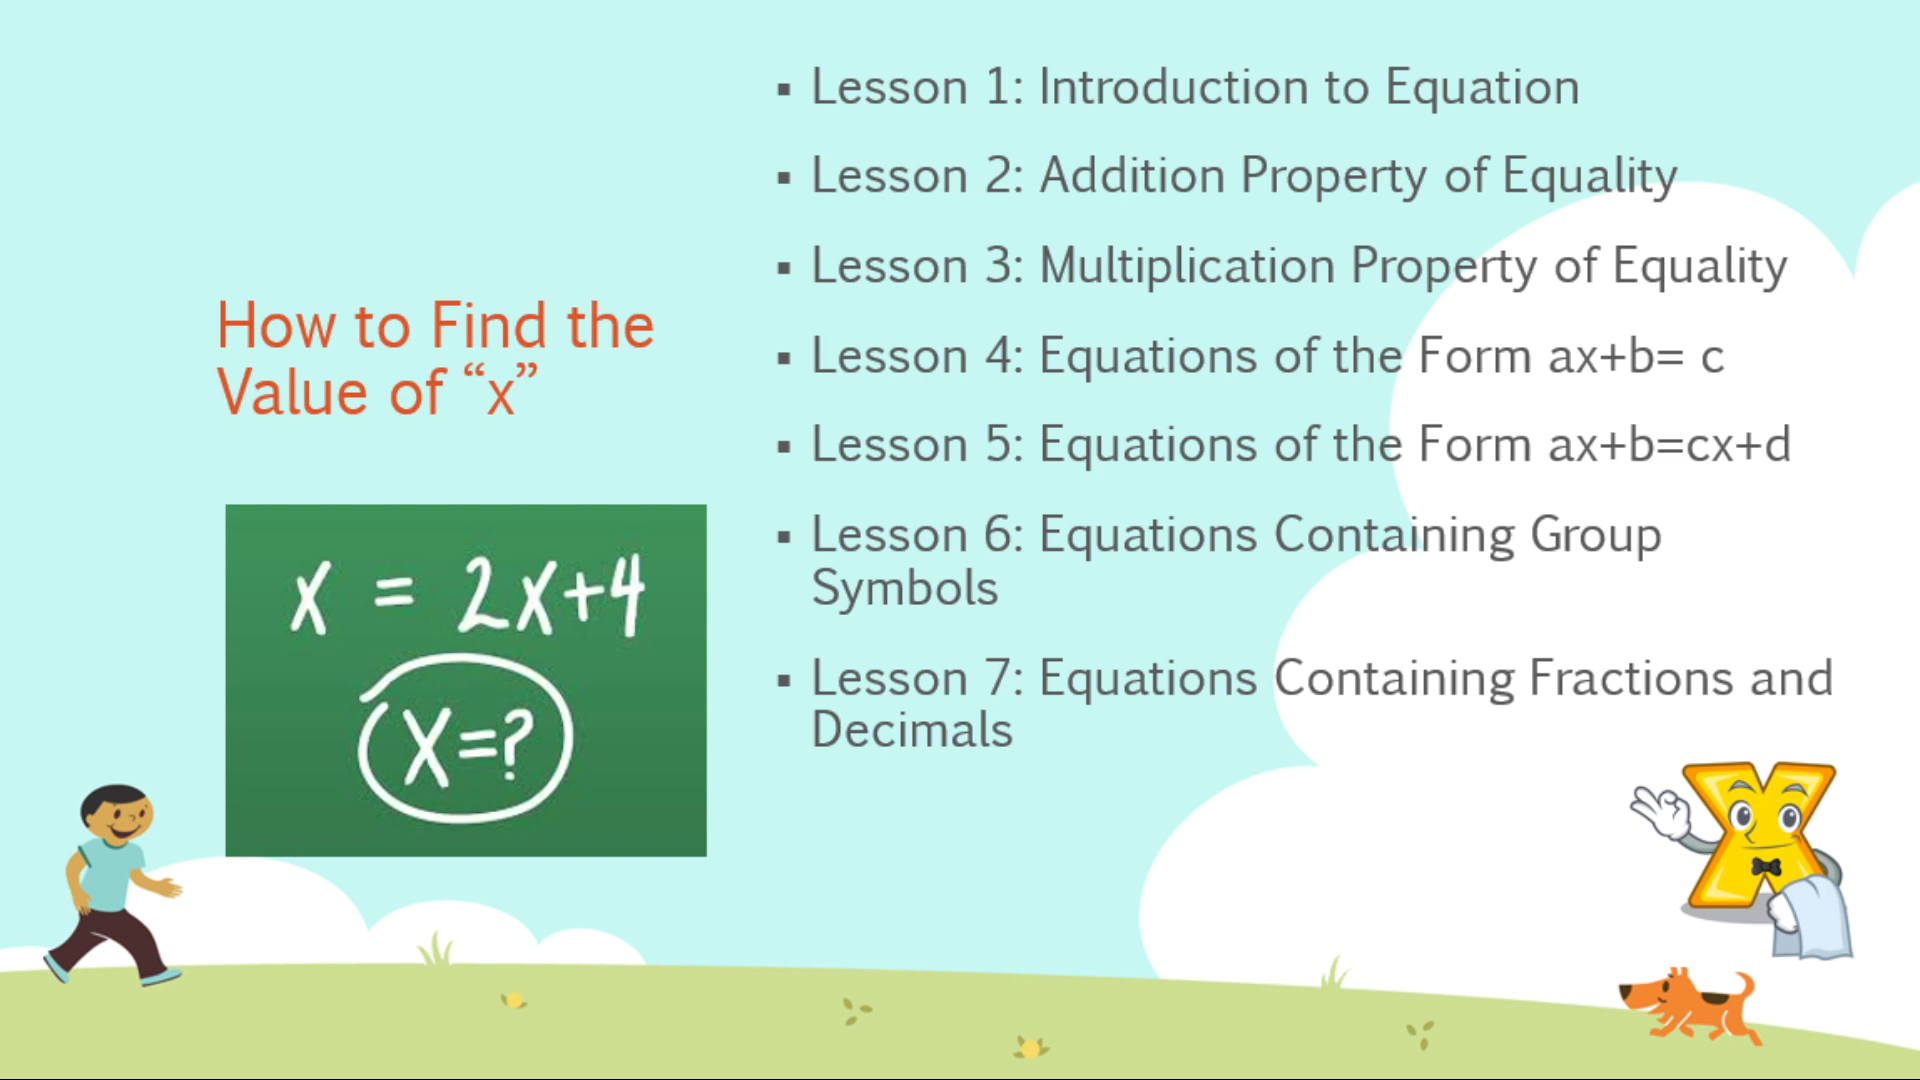 How to Find the
Value of “x”
x = 2x+4
x=?
▪ Lesson 1: Introduction to Equation
▪ Lesson 2: Addition Property of Equality
▪ Lesson 3: Multiplication Property of Equality
▪ Lesson 4: Equations of the Form ax+b= c
▪ Lesson 5: Equations of the Form ax+b=cx+d
▪ Lesson 6: Equations Containing Group
Symbols
▪ Lesson 7: Equations Containing Fractions and
Decimals
X